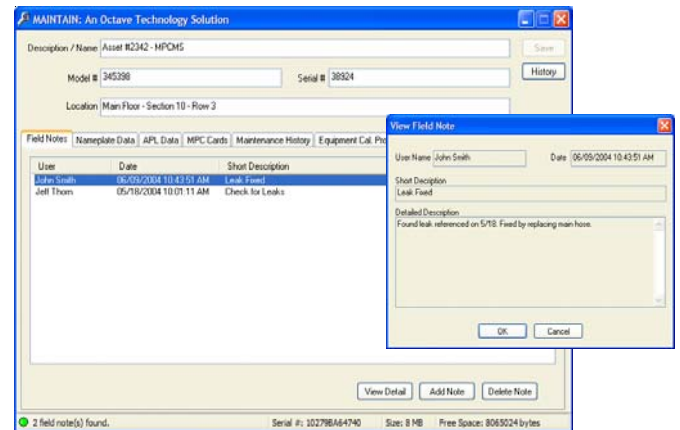 MAINTAIN: An Octave Technology Solution
Description / Name Asset #2342 - MPCMS
Save
Model # 345398 Serial # 38924
History
Location Main Floor - Section 10 - Row 3
Field Notes Nameplate Data APL Data MPC Cards Maintenance History Equipment Cal. Pro
User Date Short Description
John Smith 06/09/2004 10:43:51 AM Leak Fixed
Jeff Thorn 05/18/2004 10:01:11 AM Check for Leaks
View Detail Add Note Delete Note
2 field note(s) found. Serial #: 10279BA64740 Size: 8 MB Free Space: 8065024 bytes
View Field Note
User Name John Smith Date 06/09/2004 10:43:51 AM
Short Decription
Leak Fixed
Detailed Description
Found leak referenced on 5/18. Fixed by replacing main hose.
OK Cancel